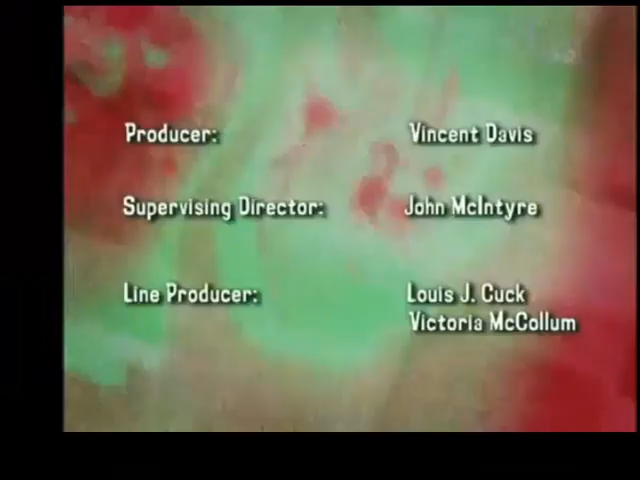 Producer: Vincent Davis
Supervising Director: John McIntyre
Line Producer: Louis J. Cuck
Victoria McCollum